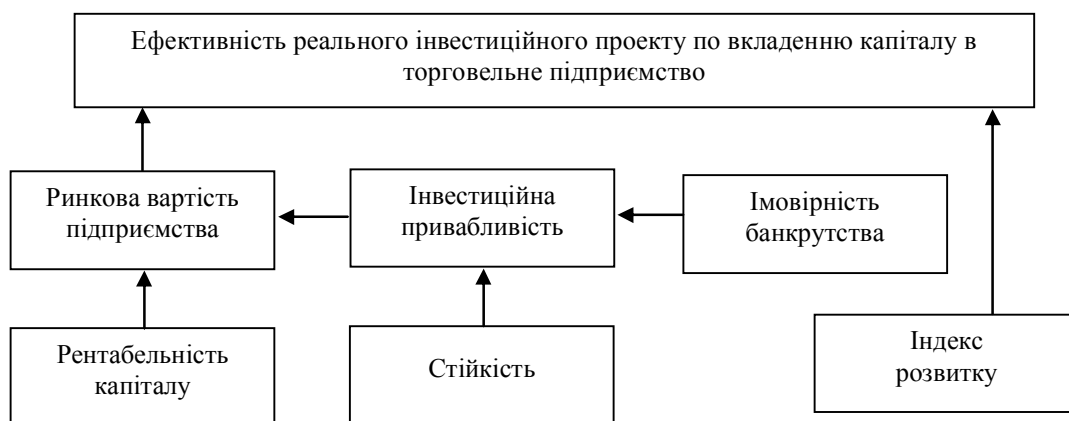 Ефективність реального інвестиційного проекту по вкладенню капіталу в
торговельне підприємство
Ринкова вартість
підприємства
Інвестиційна
привабливість
Імовірність
банкрутства
Рентабельність
капіталу
Стійкість
Індекс
розвитку